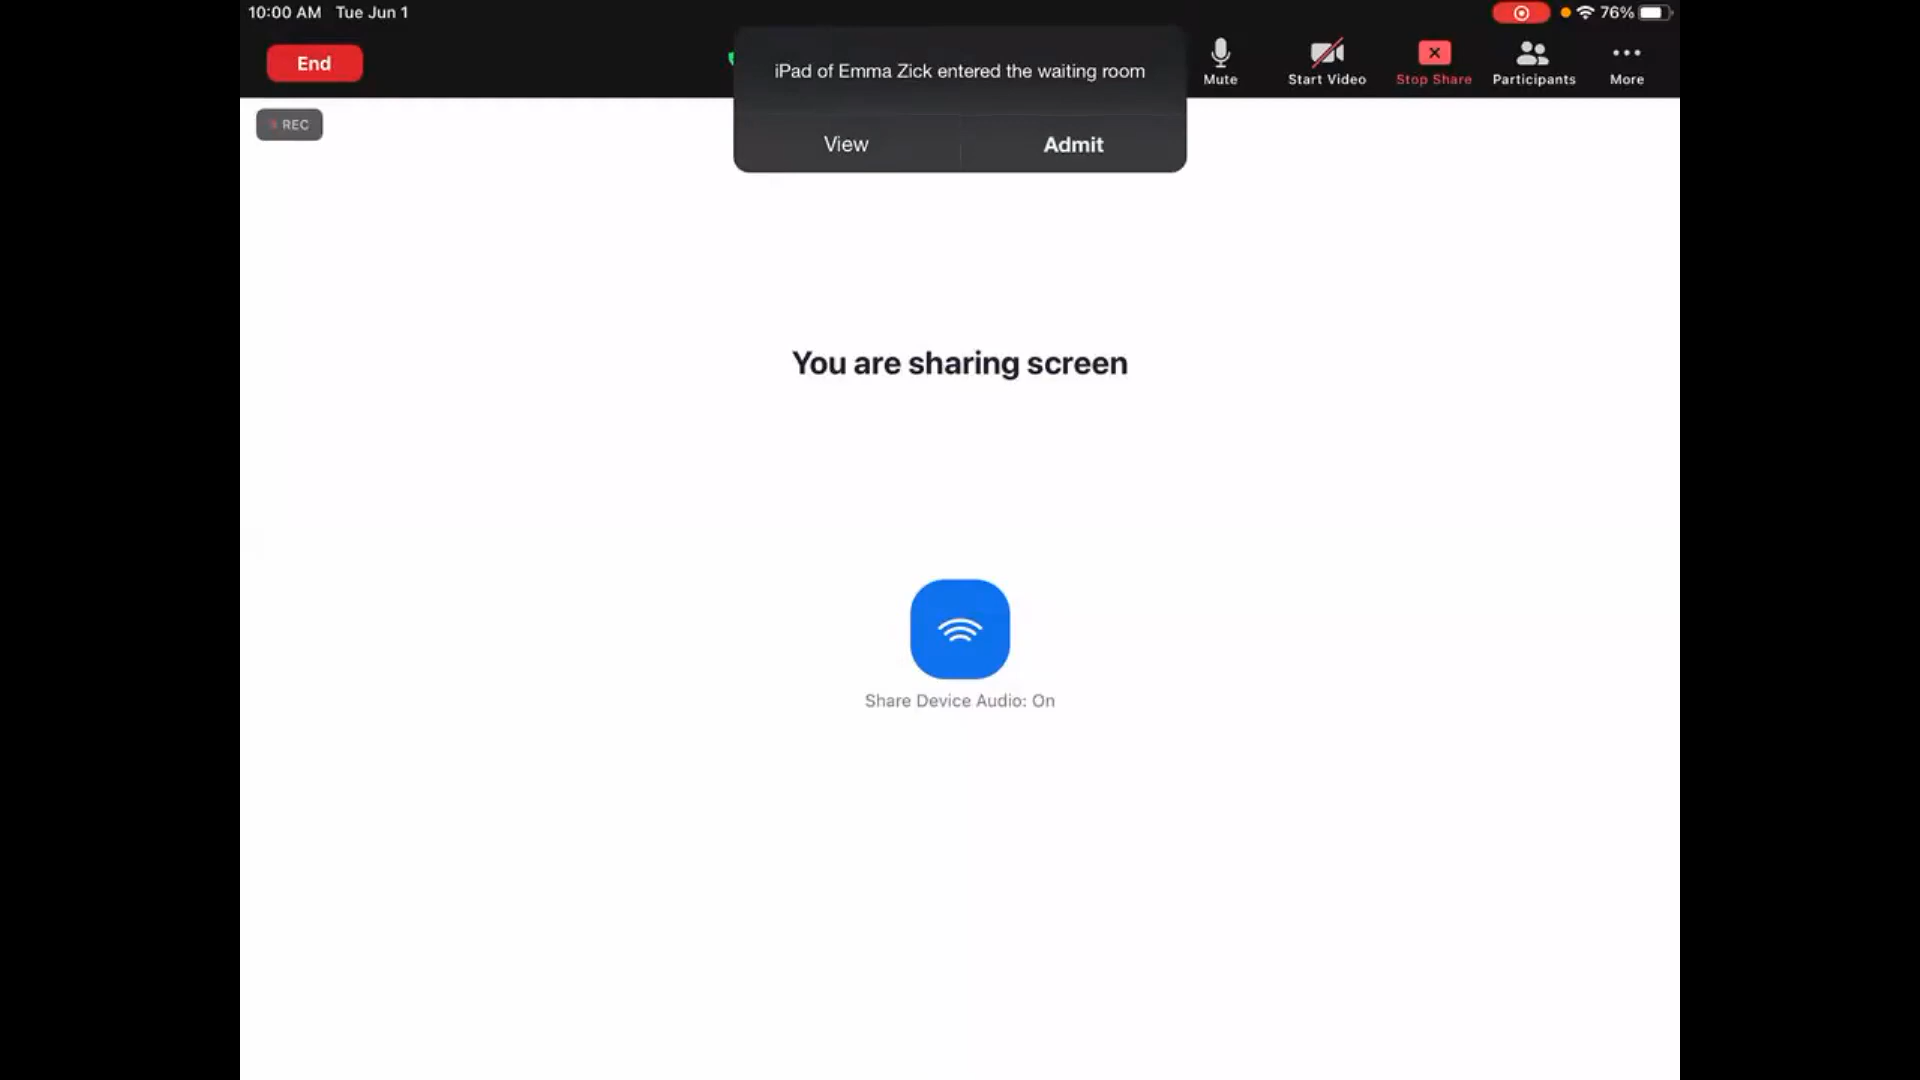 10:00 AM Tue Jun 1
76%
End
iPad of Emma Zick entered the waiting room
View
Admit
Mute
Start Video
Stop Share
Participants
More
REC
You are sharing screen
Share Device Audio: On